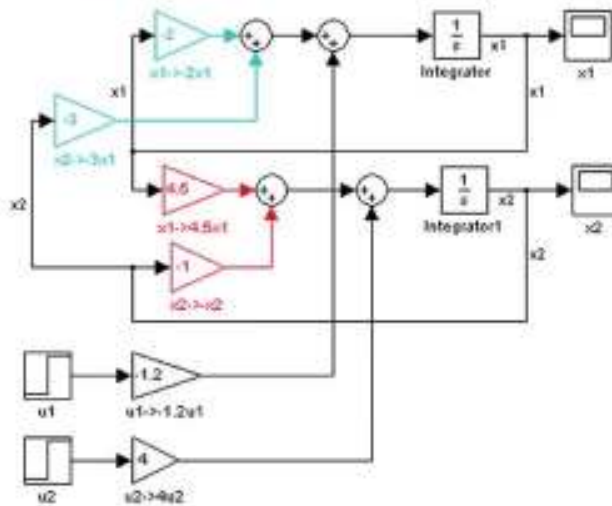 -2
x1->2x1
1
s
x1
Integrator
x1
x1
x1
-3
x2->3x1
4.5
x1->4.5x1
1
s
x2
Integrator1
x2
x2
x2
-1
x2->-x2
u1
-1.2
u1->-1.2u1
u2
4
u2->4u2